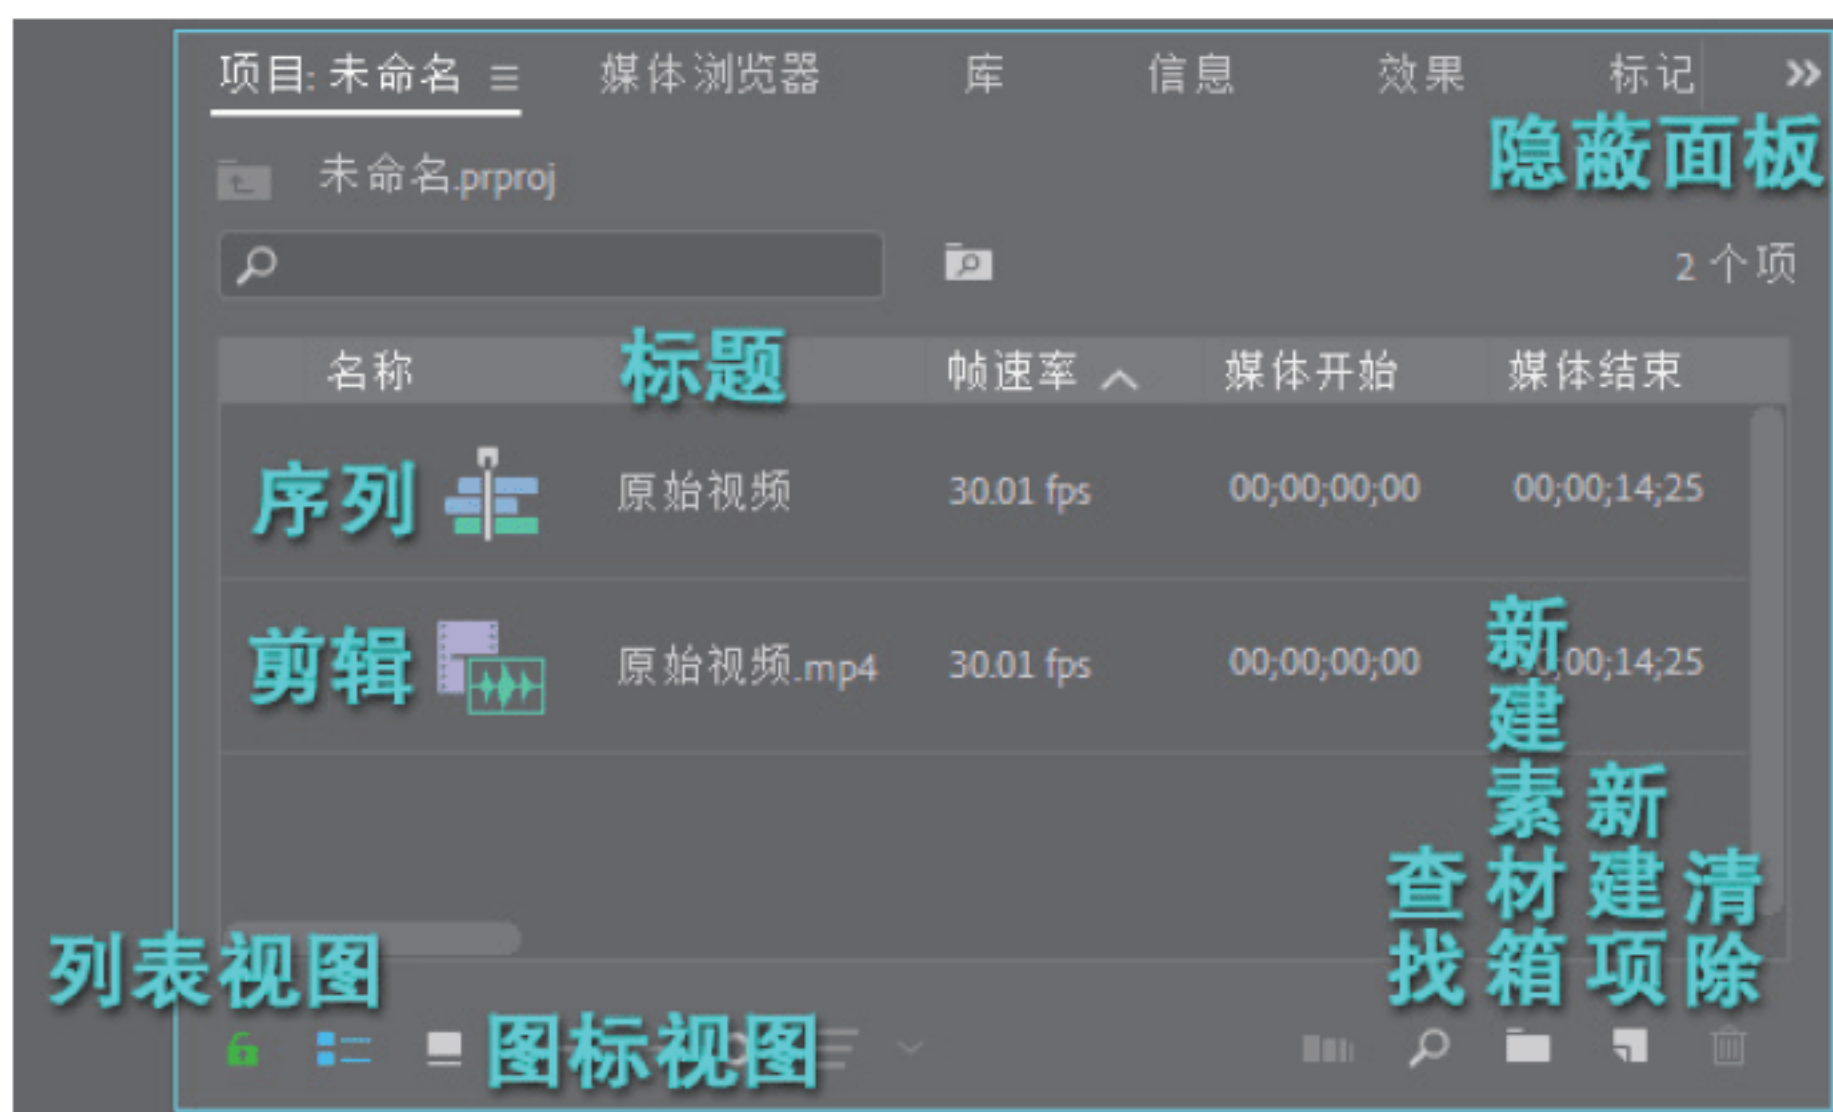 项目: 未命名 ≡ 媒体浏览器 库 信息 效果 标记 »
隐蔽面板
未命名.prproj
2 个项
名称 标题 帧速率 媒体开始 媒体结束
序列 原始视频 30.01 fps 00;00;00;00 00;00;14;25
剪辑 原始视频.mp4 30.01 fps 00;00;00;00 00;00;14;25
查找
新建素材箱
新建项
清除
列表视图
图标视图